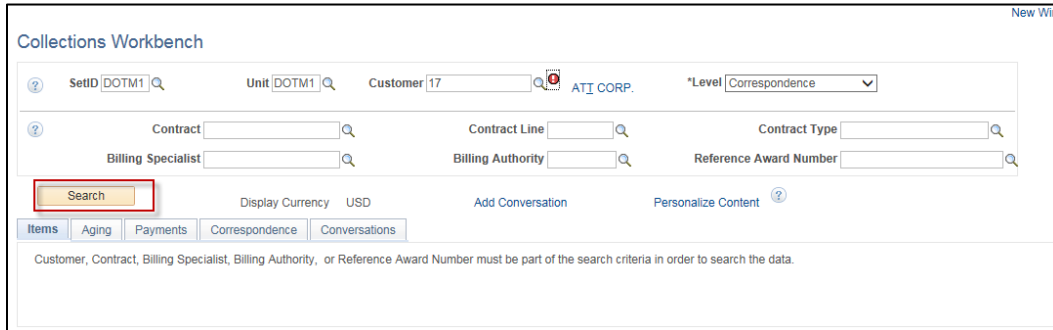 New Wi
Collections Workbench
SetID DOTM1 Unit DOTM1 Customer 17 ATT CORP. *Level Correspondence
Contract Contract Line Contract Type
Billing Specialist Billing Authority Reference Award Number
Search Display Currency USD Add Conversation Personalize Content ?
Items Aging Payments Correspondence Conversations
Customer, Contract, Billing Specialist, Billing Authority, or Reference Award Number must be part of the search criteria in order to search the data.